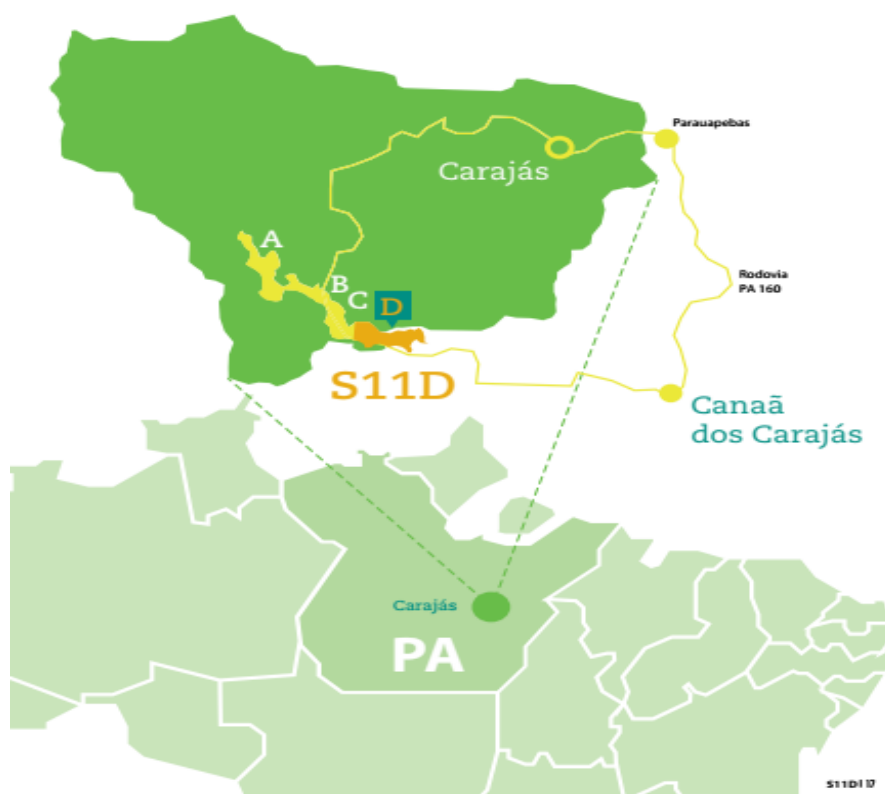 Parauapebas
Carajás
A
Rodovia
PA 160
B
C
D
S11D
Canaã
dos Carajás
Carajás
PA
S11D| 17